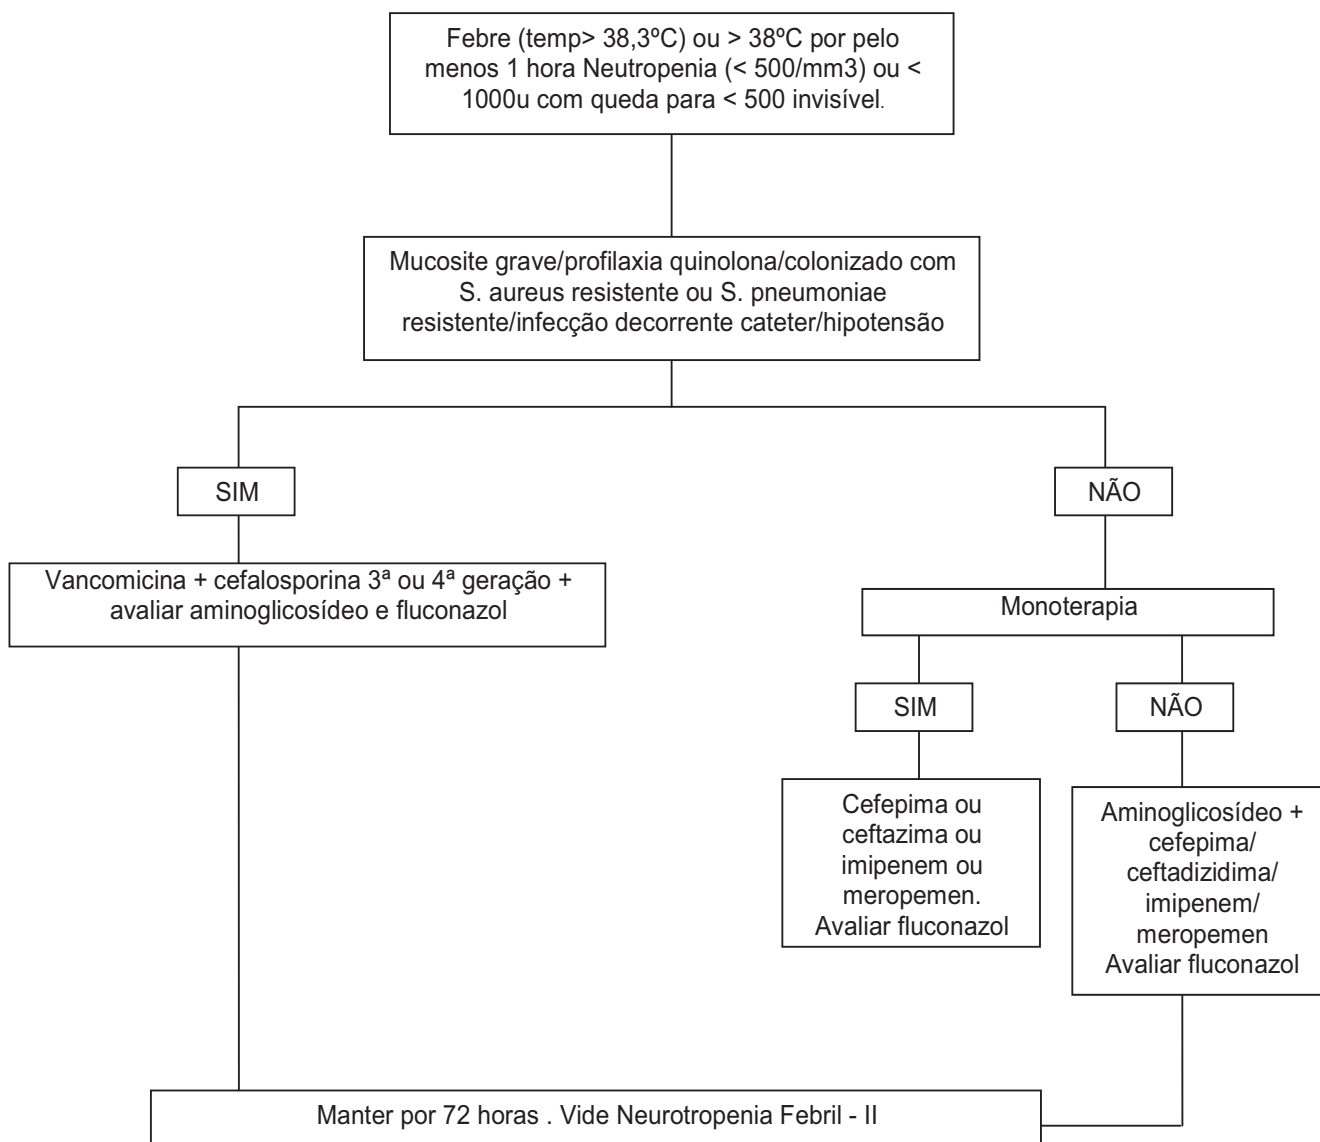 Febre (temp> 38,3ºC) ou > 38ºC por pelo
menos 1 hora Neutropenia (< 500/mm3) ou <
1000u com queda para < 500 invisível.
Mucosite grave/profilaxia quinolona/colonizado com
S. aureus resistente ou S. pneumoniae
resistente/infecção decorrente cateter/hipotensão
SIM
NÃO
Vancomicina + cefalosporina 3ª ou 4ª geração +
avaliar aminoglicosídeo e fluconazol
Monoterapia
SIM
NÃO
Cefepima ou
ceftazima ou
imipenem ou
meropemen.
Avaliar fluconazol
Aminoglicosídeo +
cefepima/
ceftadizidima/
imipenem/
meropemen
Avaliar fluconazol
Manter por 72 horas . Vide Neurotropenia Febril - II